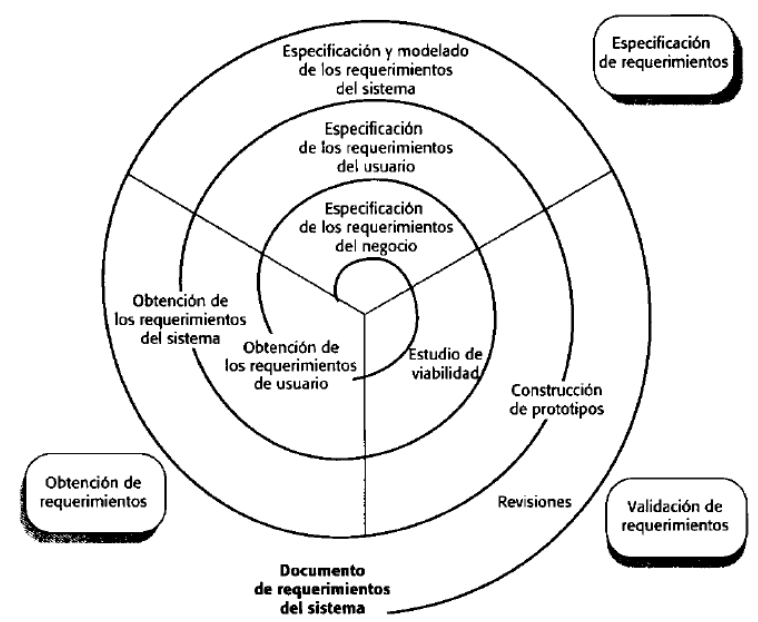 Especificación y modelado
de los requerimientos
del sistema
Especificación
de requerimientos
Especificación
de los requerimientos
del usuario
Especificación
de los requerimientos
del negocio
Obtención de
los requerimientos
del sistema
Obtención de
los requerimientos
de usuario
Estudio de
viabilidad
Construcción
de prototipos
Obtención de
requerimientos
Revisiones
Validación de
requerimientos
Documento
de requerimientos
del sistema